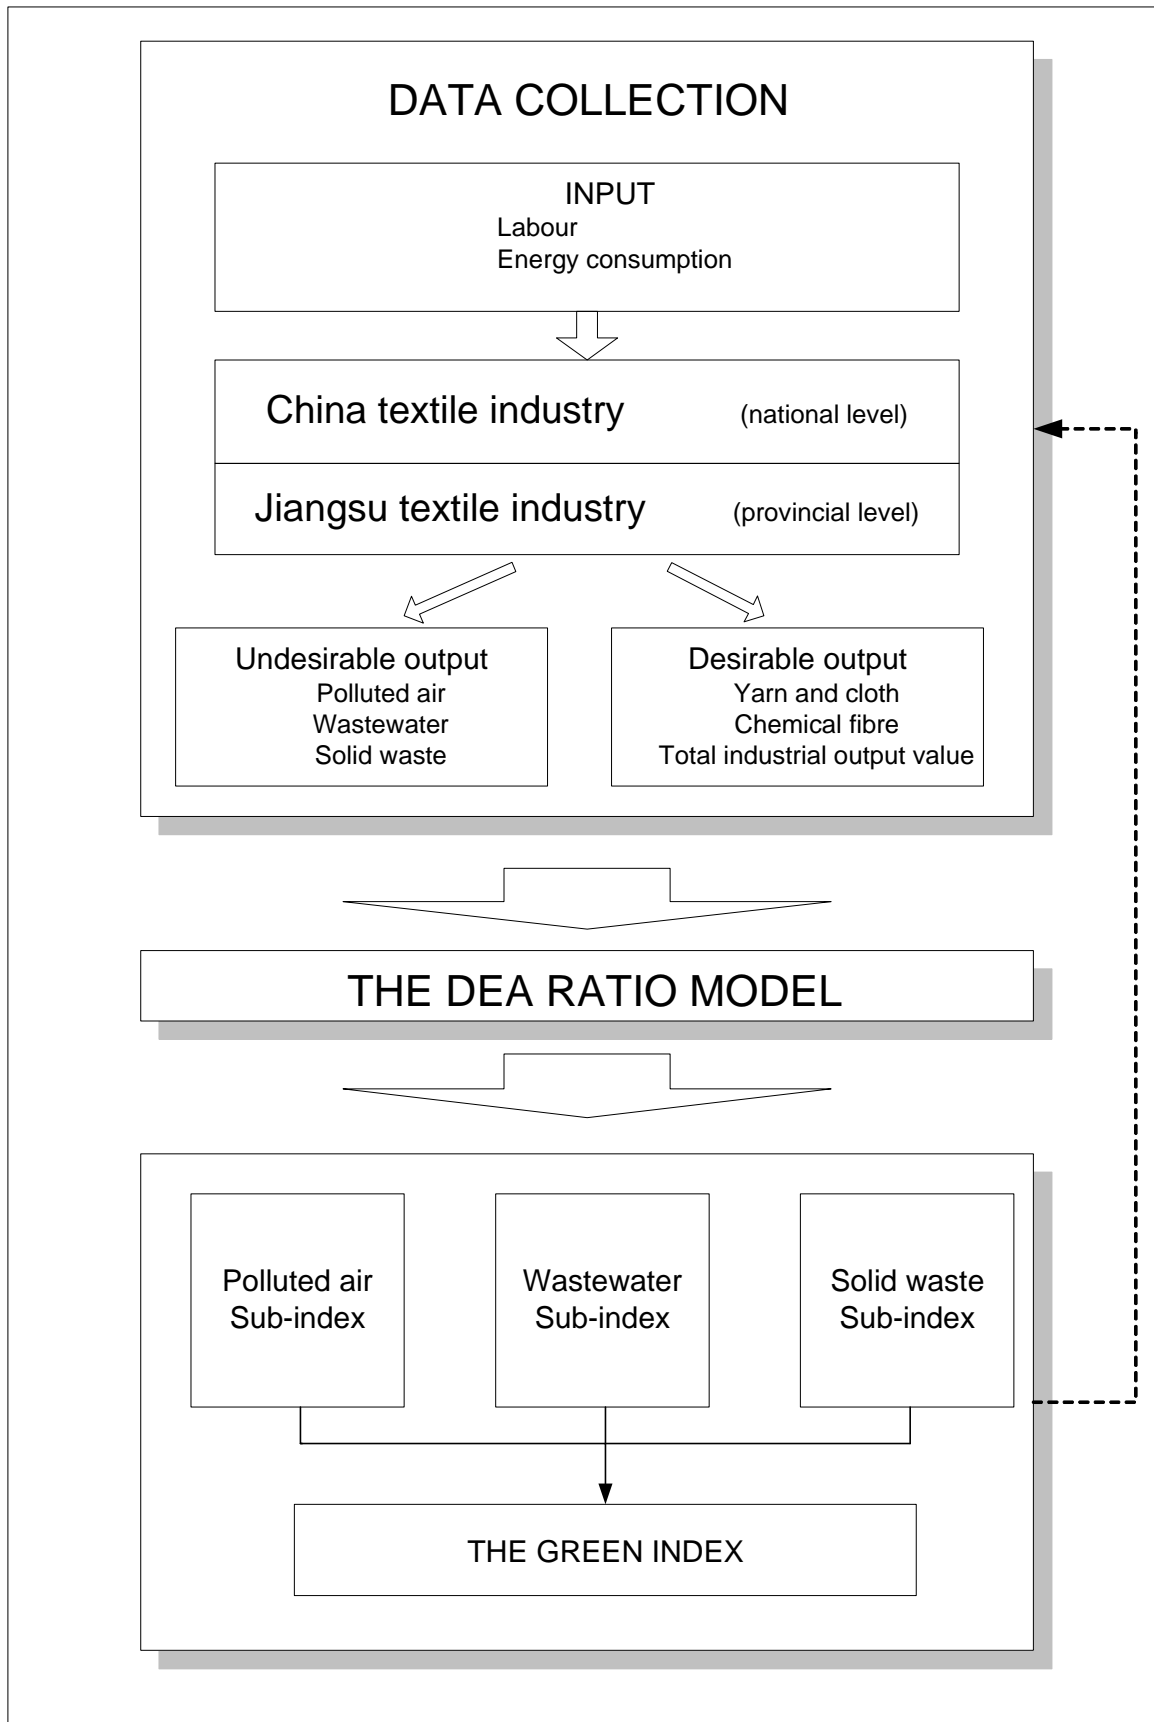 DATA COLLECTION
INPUT
Labour
Energy consumption
China textile industry (national level)
Jiangsu textile industry (provincial level)
Undesirable output
Polluted air
Wastewater
Solid waste
Desirable output
Yarn and cloth
Chemical fibre
Total industrial output value
THE DEA RATIO MODEL
Polluted air
Sub-index
Wastewater
Sub-index
Solid waste
Sub-index
THE GREEN INDEX